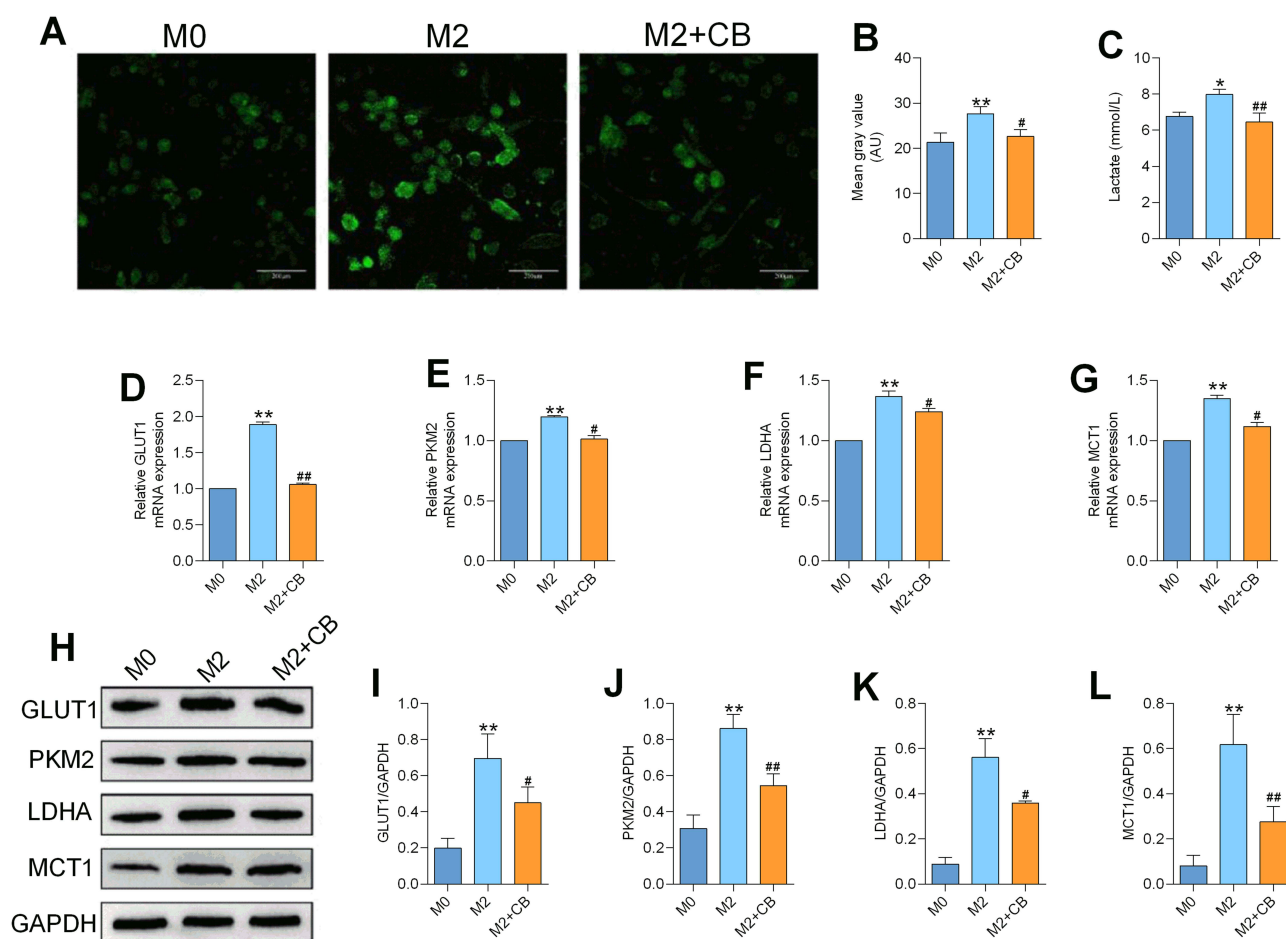 A
M0
M2
M2+CB
200μm
200μm
200μm
B
Mean gray value
(AU)
40
30
20
10
0
**
#
M0
M2
M2+CB
C
Lactate (mmol/L)
10
8
6
4
2
0
*
##
M0
M2
M2+CB
D
Relative GLUT1
mRNA expression
2.5
2.0
1.5
1.0
0.5
0.0
**
##
M0
M2
M2+CB
E
Relative PKM2
mRNA expression
1.5
1.0
0.5
0.0
**
#
M0
M2
M2+CB
F
Relative LDHA
mRNA expression
1.5
1.0
0.5
0.0
**
#
M0
M2
M2+CB
G
Relative MCT1
mRNA expression
1.5
1.0
0.5
0.0
**
#
M0
M2
M2+CB
H
M0
M2
M2+CB
GLUT1
PKM2
LDHA
MCT1
GAPDH
I
GLUT1/GAPDH
1.0
0.8
0.6
0.4
0.2
0.0
**
#
M0
M2
M2+CB
J
PKM2/GAPDH
1.0
0.8
0.6
0.4
0.2
0.0
**
##
M0
M2
M2+CB
K
LDHA/GAPDH
0.8
0.6
0.4
0.2
0.0
**
#
M0
M2
M2+CB
L
MCT1/GAPDH
0.8
0.6
0.4
0.2
0.0
**
##
M0
M2
M2+CB